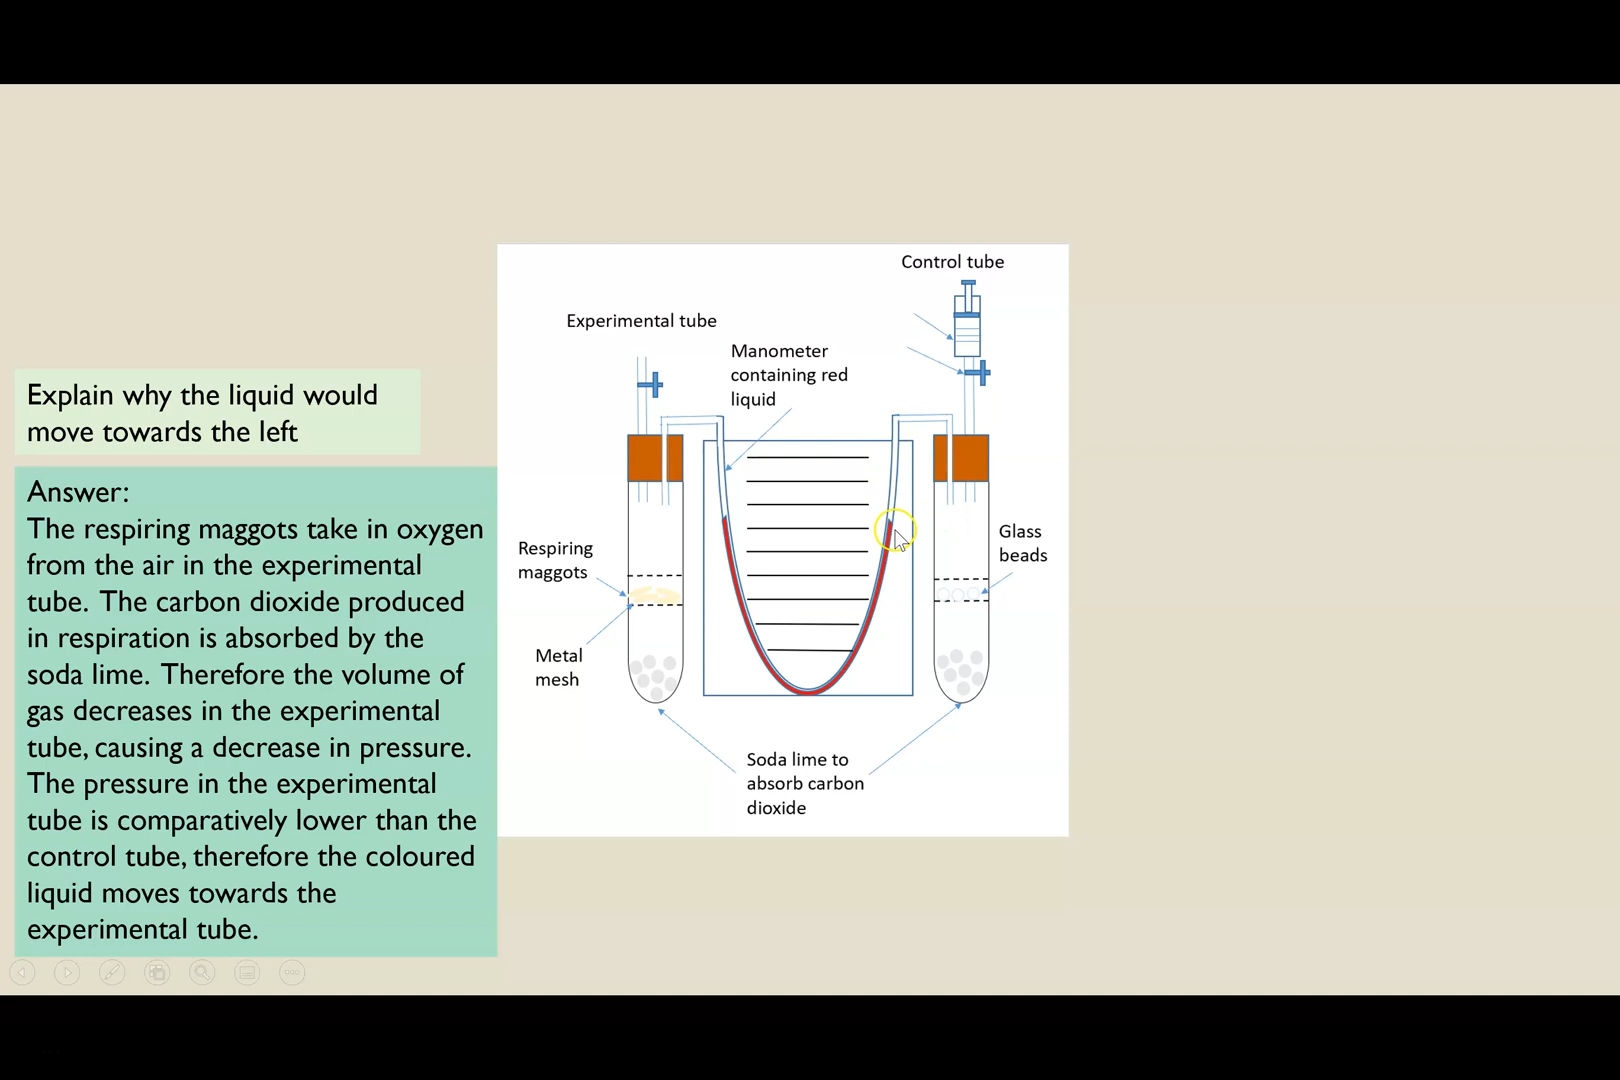 Explain why the liquid would
move towards the left
Answer:
The respiring maggots take in oxygen
from the air in the experimental
tube. The carbon dioxide produced
in respiration is absorbed by the
soda lime. Therefore the volume of
gas decreases in the experimental
tube, causing a decrease in pressure.
The pressure in the experimental
tube is comparatively lower than the
control tube, therefore the coloured
liquid moves towards the
experimental tube.
Control tube
Experimental tube
Manometer
containing red
liquid
Respiring
maggots
Glass
beads
Metal
mesh
Soda lime to
absorb carbon
dioxide